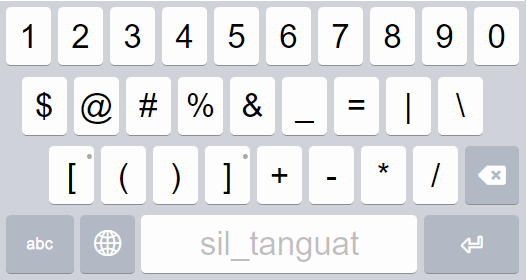 1 2 3 4 5 6 7 8 9 0
$ @ # % & _ = | \
[ ( ) ] + - * /
abc sil_tanguat